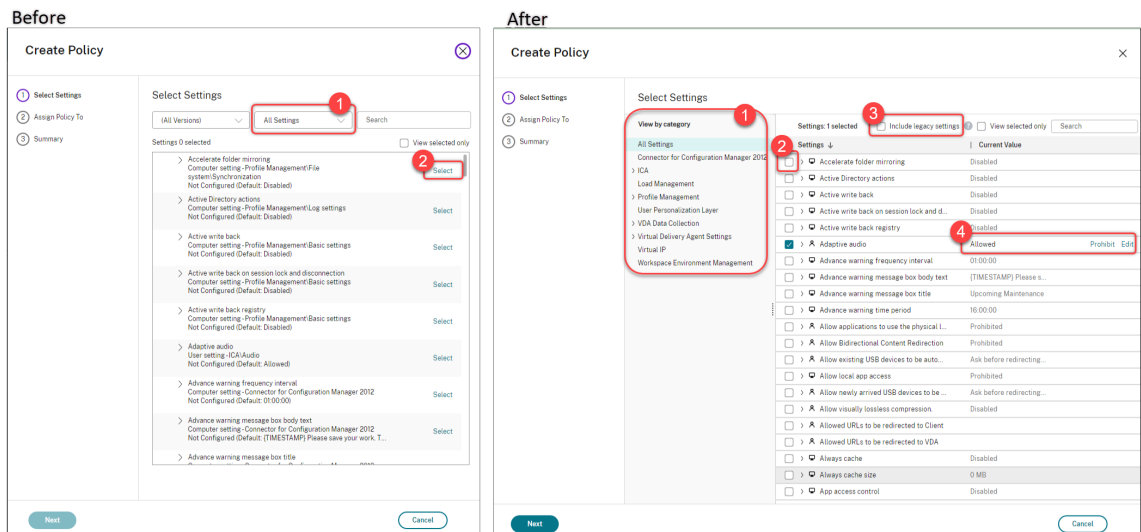 Before
Create Policy
1 Select Settings
2 Assign Policy To
3 Summary
Select Settings
1
(All Versions) All Settings Search
Settings 0 selected View selected only
2
Accelerate folder mirroring
Computer setting - Profile Management\File
system\Synchronization
Not Configured (Default: Disabled)
Select
Active Directory actions
Computer setting - Profile Management\Log settings
Not Configured (Default: Disabled)
Select
Active write back
Computer setting - Profile Management\Basic settings
Not Configured (Default: Disabled)
Select
Active write back on session lock and disconnection
Computer setting - Profile Management\Basic settings
Not Configured (Default: Disabled)
Select
Active write back registry
Computer setting - Profile Management\Basic settings
Not Configured (Default: Disabled)
Select
Adaptive audio
User setting - ICA\Audio
Not Configured (Default: Allowed)
Select
Advance warning frequency interval
Computer setting - Connector for Configuration Manager 2012
Not Configured (Default: 01:00:00)
Select
Advance warning message box body text
Computer setting - Connector for Configuration Manager 2012
Not Configured (Default: {TIMESTAMP} Please save your work. T...
Select
Advance warning message box title
Next Cancel
After
Create Policy
1 Select Settings
2 Assign Policy To
3 Summary
Select Settings
1
View by category
All Settings
Connector for Configuration Manager 2012
ICA
Load Management
Profile Management
User Personalization Layer
VDA Data Collection
Virtual Delivery Agent Settings
Virtual IP
Workspace Environment Management
3
Settings: 1 selected Include legacy settings View selected only Search
2
Settings ↓ Current Value
Accelerate folder mirroring Disabled
Active Directory actions Disabled
Active write back Disabled
Active write back on session lock and d... Disabled
Active write back registry Disabled
4
Adaptive audio Allowed Prohibit Edit
Advance warning frequency interval 01:00:00
Advance warning message box body text {TIMESTAMP} Please s...
Advance warning message box title Upcoming Maintenance
Advance warning time period 16:00:00
Allow applications to use the physical l... Prohibited
Allow Bidirectional Content Redirection Prohibited
Allow existing USB devices to be auto... Ask before redirecting...
Allow local app access Prohibited
Allow newly arrived USB devices to be ... Ask before redirecting...
Allow visually lossless compression. Disabled
Allowed URLs to be redirected to Client
Allowed URLs to be redirected to VDA
Always cache Disabled
Always cache size 0 MB
App access control Disabled
Next Cancel